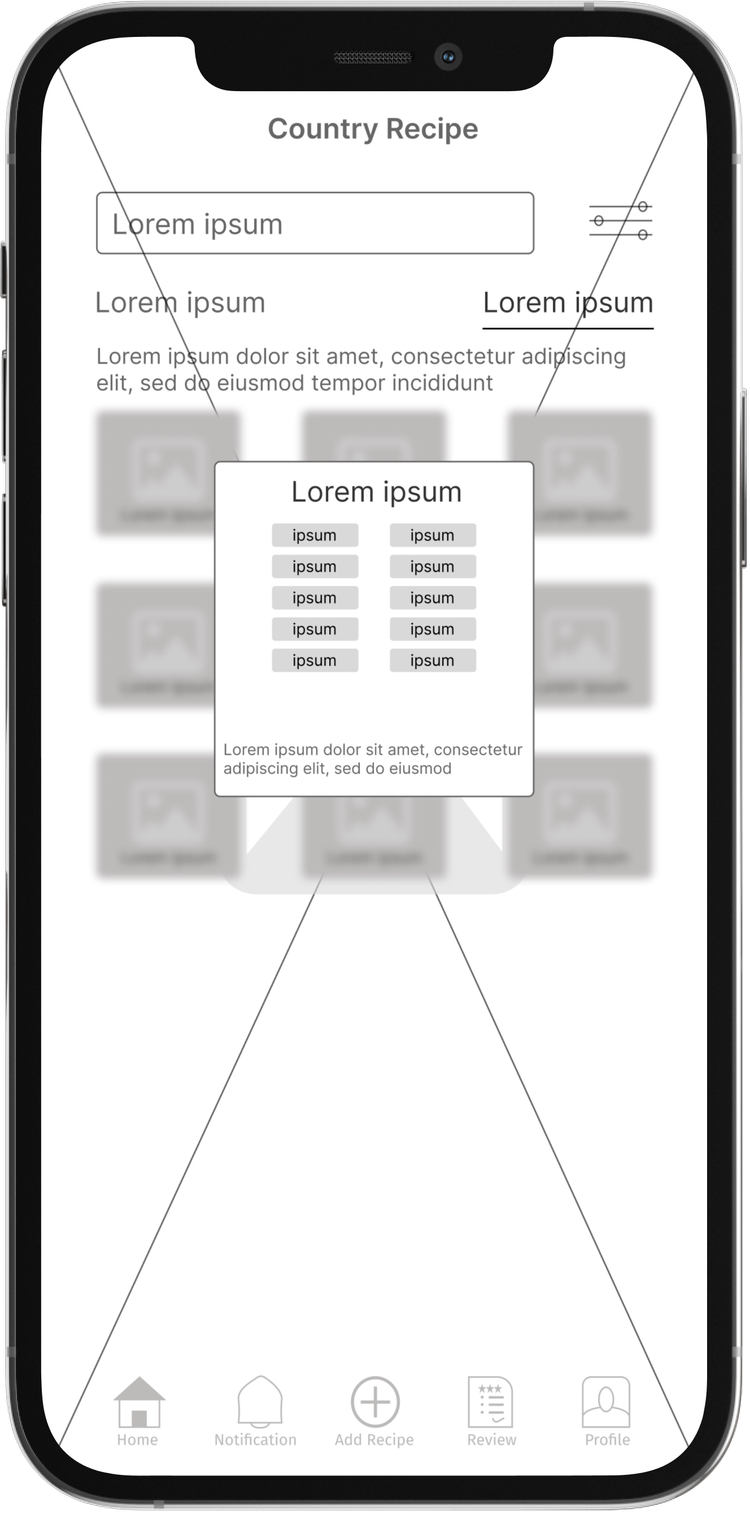 Country Recipe
Lorem ipsum
Lorem ipsum
Lorem ipsum
Lorem ipsum dolor sit amet, consectetur adipiscing
elit, sed do eiusmod tempor incididunt
Lorem ipsum
ipsum
ipsum
ipsum
ipsum
ipsum
ipsum
ipsum
ipsum
ipsum
ipsum
Lorem ipsum dolor sit amet, consectetur
adipiscing elit, sed do eiusmod
Home
Notification
Add Recipe
Review
Profile